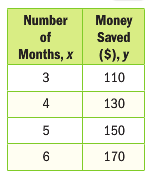 Number of Months, x | Money Saved ($), y
3 | 110
4 | 130
5 | 150
6 | 170